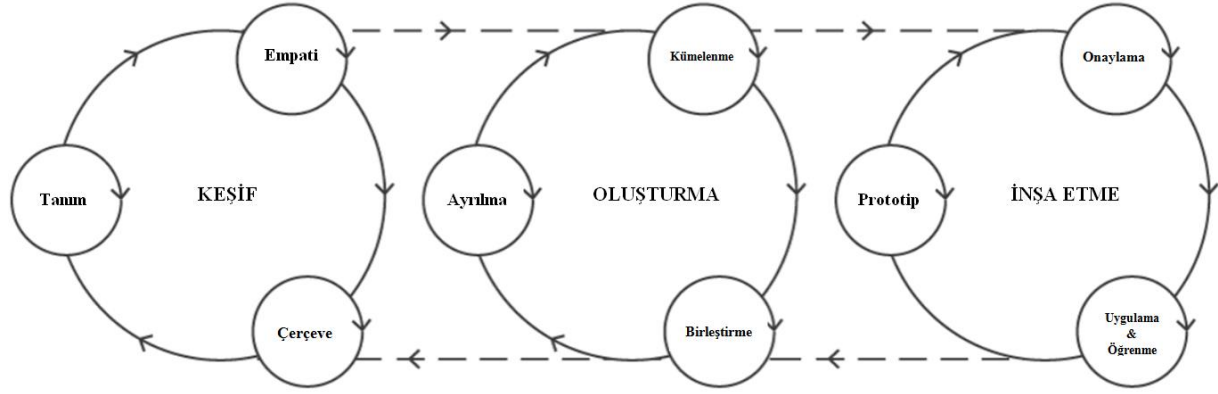 Empati
Tanım
KEŞİF
Çerçeve
Kümelenme
Ayrılma
OLUŞTURMA
Birleştirme
Onaylama
Prototip
İNŞA ETME
Uygulama
&
Öğrenme